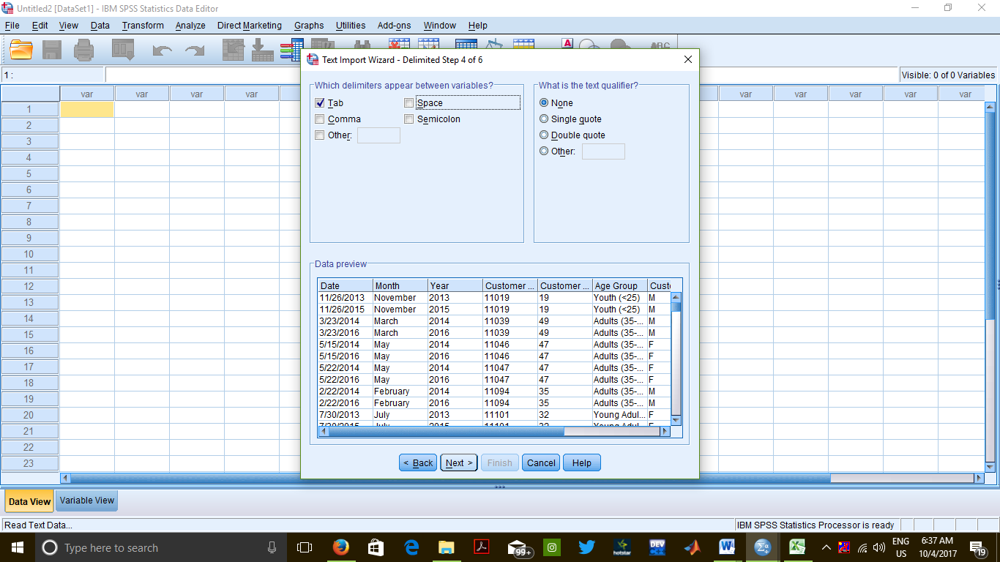 Untitled2 [DataSet1] - IBM SPSS Statistics Data Editor
File Edit View Data Transform Analyze Direct Marketing Graphs Utilities Add-ons Window Help
1 :
Visible: 0 of 0 Variables
var var var var var var var var var
1
2
3
4
5
6
7
8
9
10
11
12
13
14
15
16
17
18
19
20
21
22
23
Text Import Wizard - Delimited Step 4 of 6
Which delimiters appear between variables?
Tab Space
Comma Semicolon
Other:
What is the text qualifier?
None
Single quote
Double quote
Other:
Data preview
Date Month Year Customer ... Customer ... Age Group
11/26/2013 November 2013 11019 19 Youth (<25) M
11/26/2015 November 2015 11019 19 Youth (<25) M
3/23/2014 March 2014 11039 49 Adults (35-... M
3/23/2016 March 2016 11039 49 Adults (35-... M
5/15/2014 May 2014 11046 47 Adults (35-... F
5/15/2016 May 2016 11046 47 Adults (35-... F
5/22/2014 May 2014 11047 47 Adults (35-... F
5/22/2016 May 2016 11047 47 Adults (35-... F
2/22/2014 February 2014 11094 35 Adults (35-... M
2/22/2016 February 2016 11094 35 Adults (35-... M
7/30/2013 July 2013 11101 32 Young Adul... F
7/30/2015 July 2015 11101 32 Young Adul... F
< Back Next > Finish Cancel Help
Data View Variable View
Read Text Data...
IBM SPSS Statistics Processor is ready
Type here to search
99+
hotstar
DEV
ENG
US
6:37 AM
10/4/2017
19